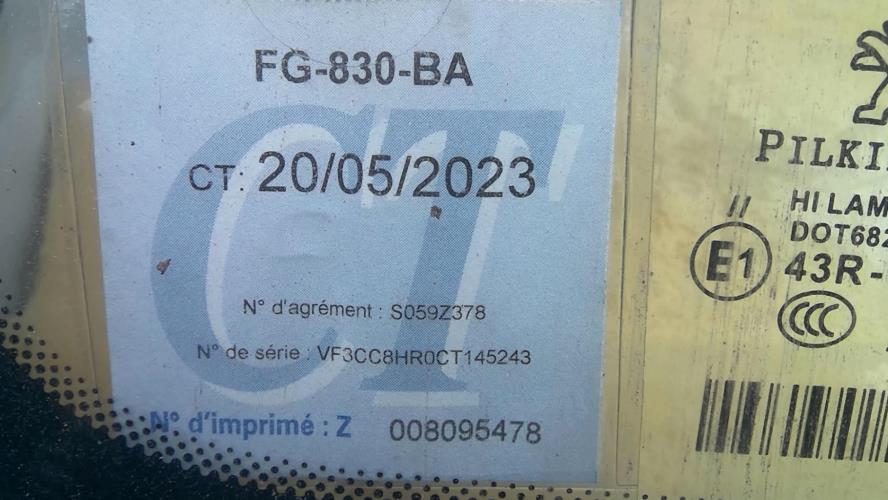 FG-830-BA
CT: 20/05/2023
N° d'agrément : S059Z378
N° de série : VF3CC8HR0CT145243
N° d'imprimé : Z 008095478
HI LAM
DOT682
E1 43R-
CCC